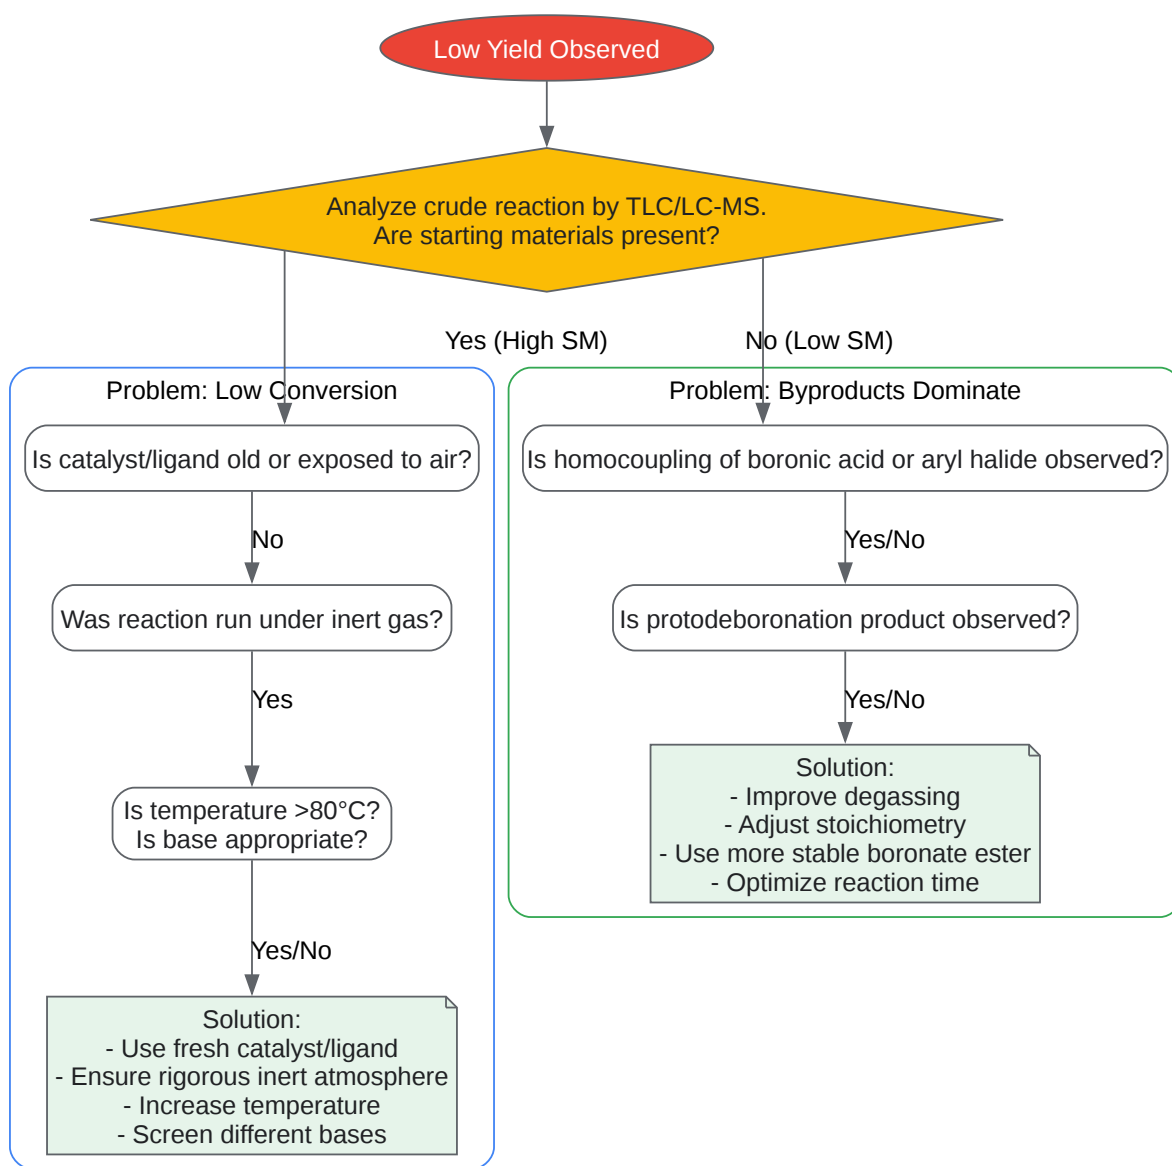 Low Yield Observed
Analyze crude reaction by TLC/LC-MS.
Are starting materials present?
Yes (High SM)
No (Low SM)
Problem: Low Conversion
Is catalyst/ligand old or exposed to air?
No
Was reaction run under inert gas?
Yes
Is temperature >80°C?
Is base appropriate?
Yes/No
Solution:
- Use fresh catalyst/ligand
- Ensure rigorous inert atmosphere
- Increase temperature
- Screen different bases
Problem: Byproducts Dominate
Is homocoupling of boronic acid or aryl halide observed?
Yes/No
Is protodeboronation product observed?
Yes/No
Solution:
- Improve degassing
- Adjust stoichiometry
- Use more stable boronate ester
- Optimize reaction time